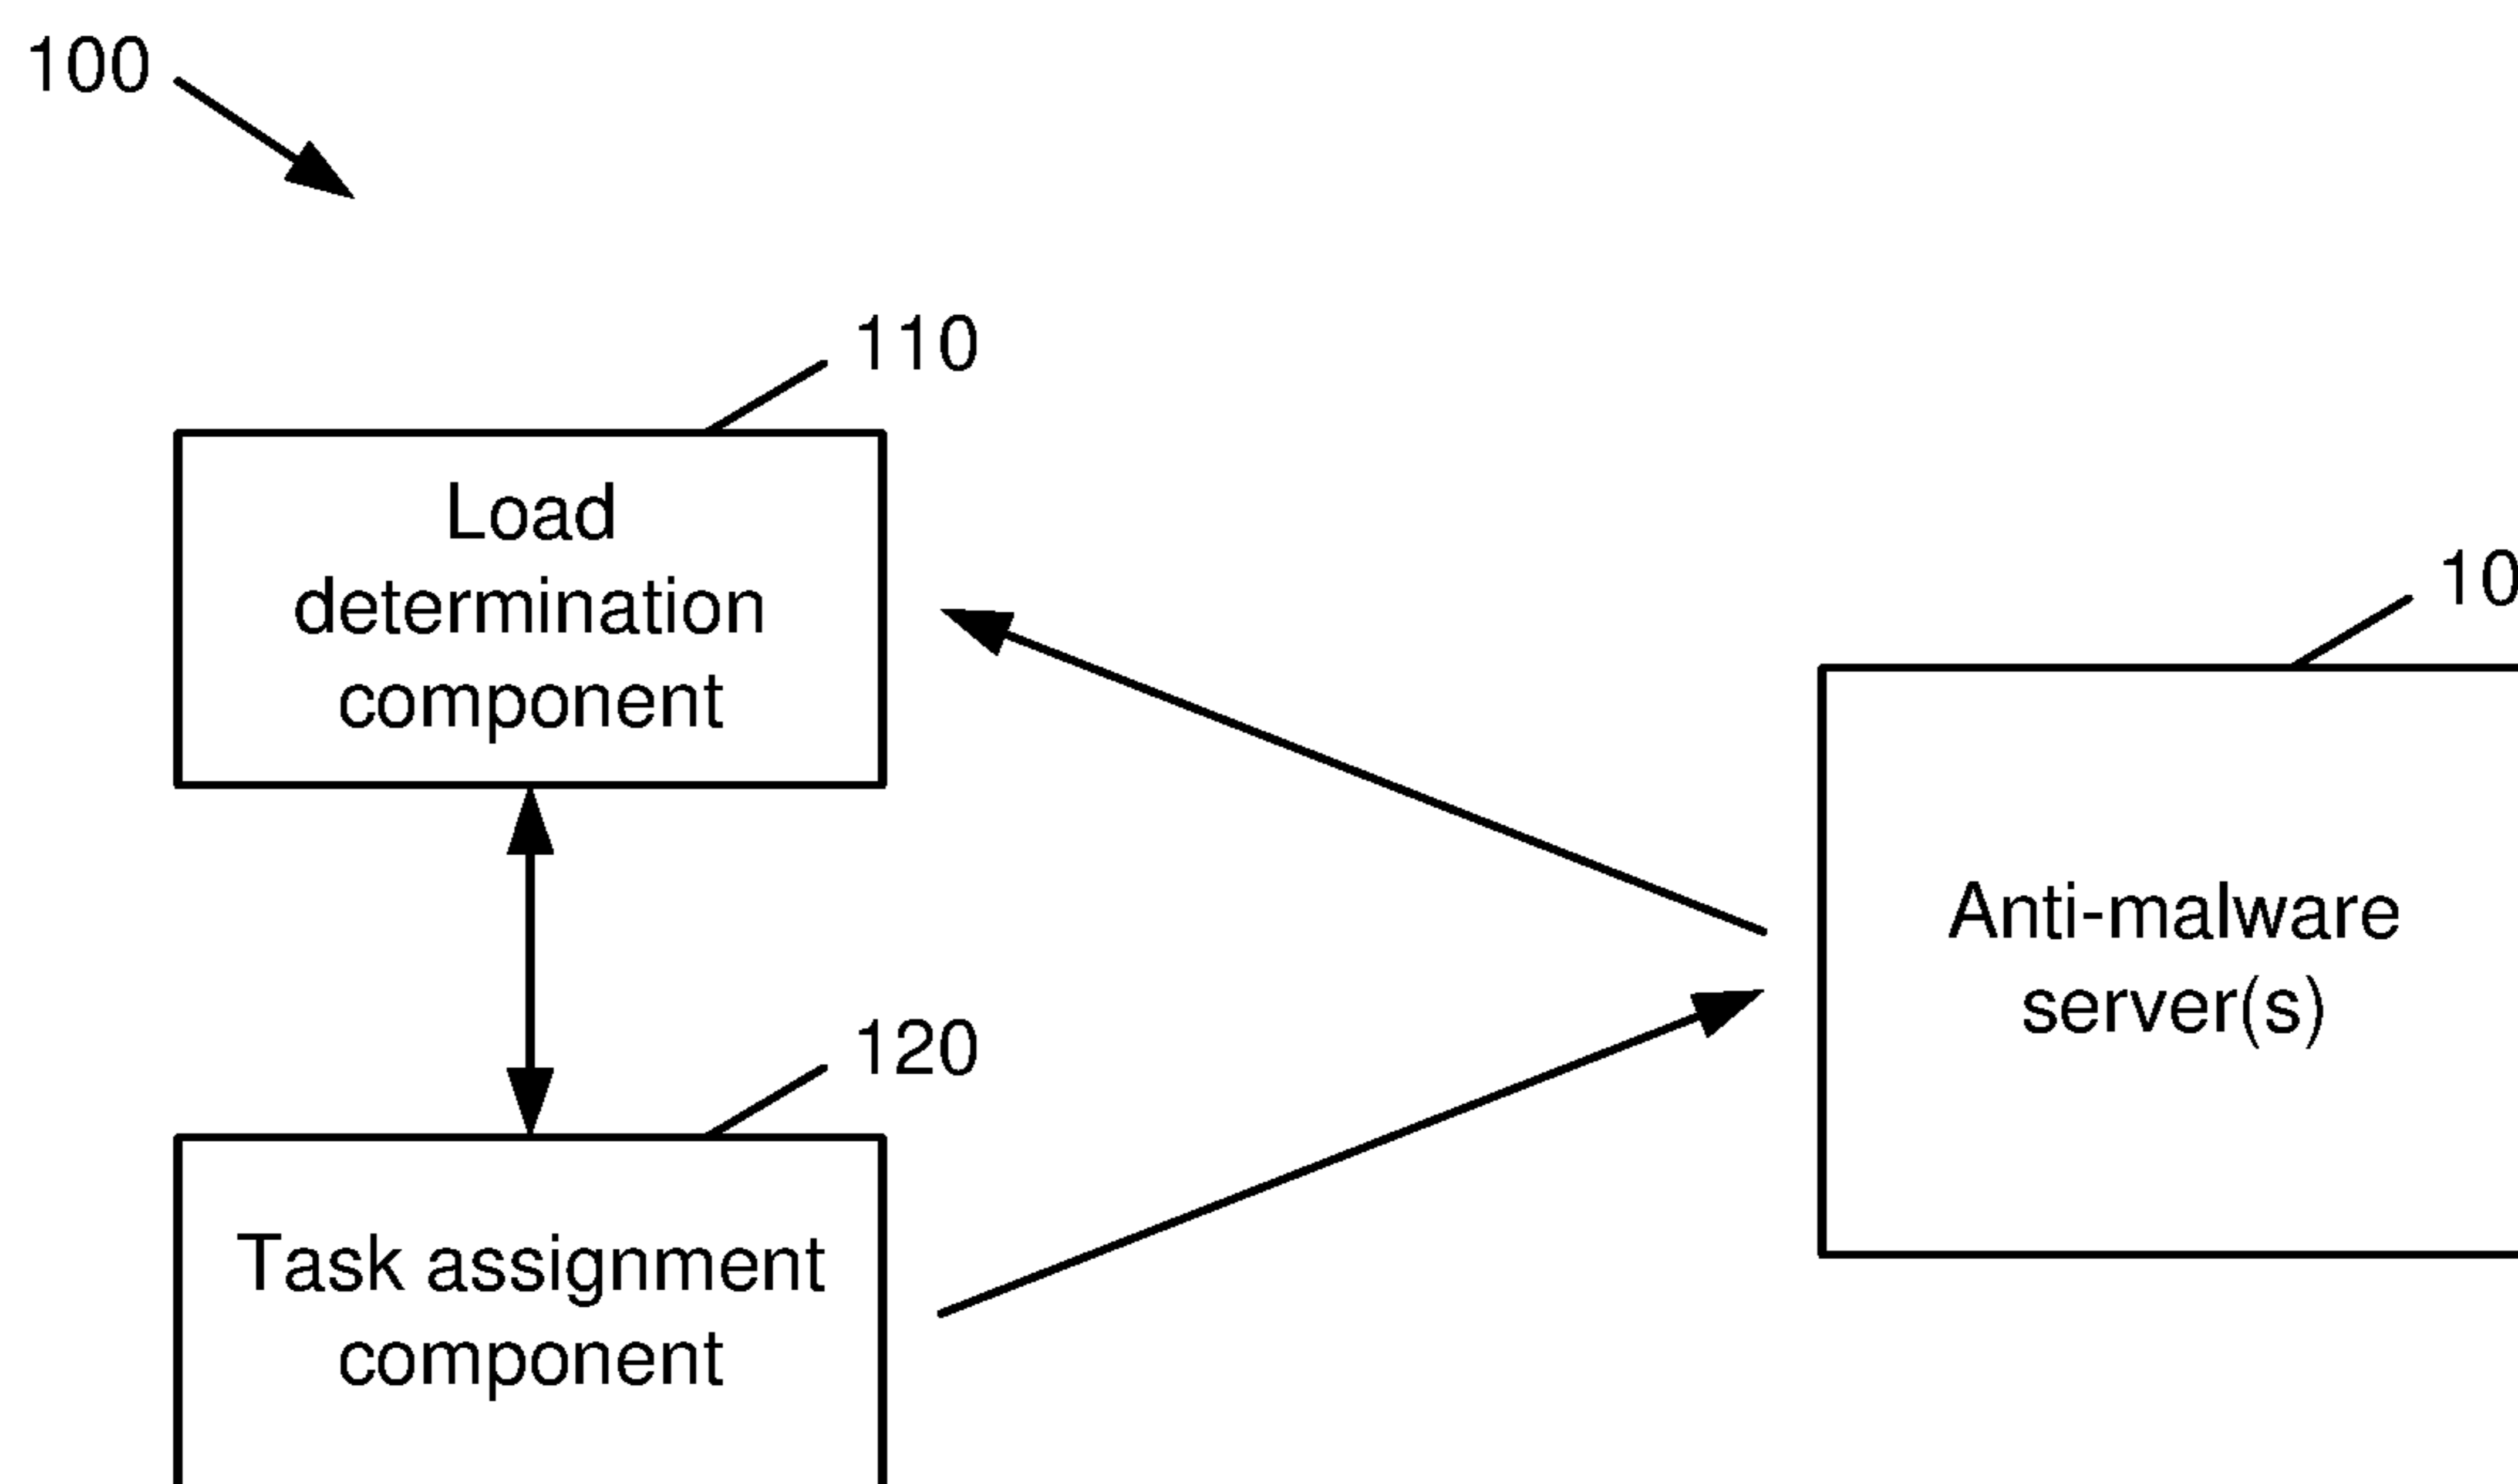 100
110
Load
determination
component
Anti-malware
server(s)
120
Task assignment
component